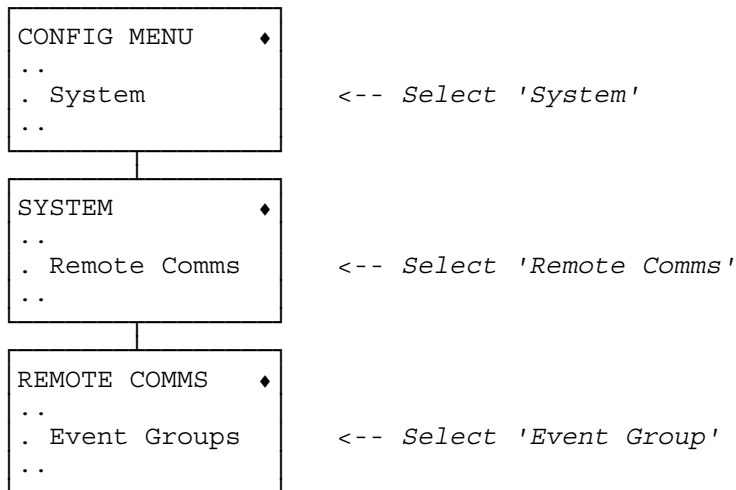 CONFIG MENU ♦
..
. System <-- Select 'System'
..
SYSTEM ♦
..
. Remote Comms <-- Select 'Remote Comms'
..
REMOTE COMMS ♦
..
. Event Groups <-- Select 'Event Group'
..